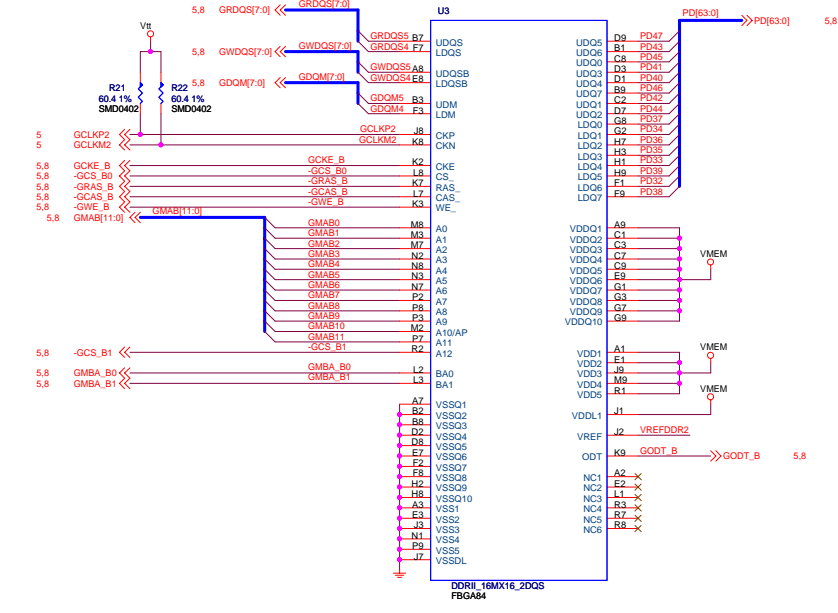 5,8 GRDQS[7:0] GRDQS[7:0] U3 PD[63:0] PD[63:0] 5,8
Vtt
GRDQS5 B7 UDQS UDQ5 D9 PD47
5,8 GWDQS[7:0] GWDQS[7:0] GRDQS4 F7 LDQS UDQ6 B1 PD43
UDQ0 C8 PD45
GWDQS5 A8 UDQSB UDQ3 D3 PD41
R21 R22 5,8 GDQM[7:0] GDQM[7:0] GWDQS4 E8 LDQSB UDQ4 D1 PD40
60.4 1% 60.4 1% UDQ7 B9 PD46
SMD0402 SMD0402 GDQM5 B3 UDM UDQ1 C2 PD42
GDQM4 F3 LDM UDQ2 D7 PD44
LDQ0 G8 PD37
5 GCLKP2 GCLKP2 J8 CKP LDQ1 G2 PD34
5 GCLKM2 GCLKM2 K8 CKN LDQ2 H7 PD36
LDQ3 H3 PD35
5,8 GCKE_B GCKE_B K2 CKE LDQ4 H1 PD33
5,8 -GCS_B0 -GCS_B0 L8 CS_ LDQ5 H9 PD39
5,8 -GRAS_B -GRAS_B K7 RAS_ LDQ6 F1 PD32
5,8 -GCAS_B -GCAS_B L7 CAS_ LDQ7 F9 PD38
5,8 -GWE_B -GWE_B K3 WE_
5,8 GMAB[11:0] GMAB[11:0]
GMAB0 M8 A0 VDDQ1 A9
GMAB1 M3 A1 VDDQ2 C1
GMAB2 M7 A2 VDDQ3 C3
GMAB3 N2 A3 VDDQ4 C7 VMEM
GMAB4 N8 A4 VDDQ5 C9
GMAB5 N3 A5 VDDQ6 E9
GMAB6 N7 A6 VDDQ7 G1
GMAB7 P2 A7 VDDQ8 G3
GMAB8 P8 A8 VDDQ9 G7
GMAB9 P3 A9 VDDQ10 G9
GMAB10 M2 A10/AP
GMAB11 P7 A11 VMEM
5,8 -GCS_B1 -GCS_B1 R2 A12 VDD1 A1
VDD2 E1
5,8 GMBA_B0 GMBA_B0 L2 BA0 VDD3 J9
5,8 GMBA_B1 GMBA_B1 L3 BA1 VDD4 M9 VMEM
VDD5 R1
A7 VSSQ1
B2 VSSQ2 VDDL1 J1
B8 VSSQ3
D2 VSSQ4 VREF J2 VREFDDR2
D8 VSSQ5
E7 VSSQ6 ODT K9 GODT_B GODT_B 5,8
F2 VSSQ7
F8 VSSQ8 NC1 A2
H2 VSSQ9 NC2 E2
H8 VSSQ10 NC3 L1
A3 VSS1 NC4 R3
E3 VSS2 NC5 R7
J3 VSS3 NC6 R8
N1 VSS4
P9 VSS5
J7 VSSDL
DDRII_16MX16_2DQS
FBGA84